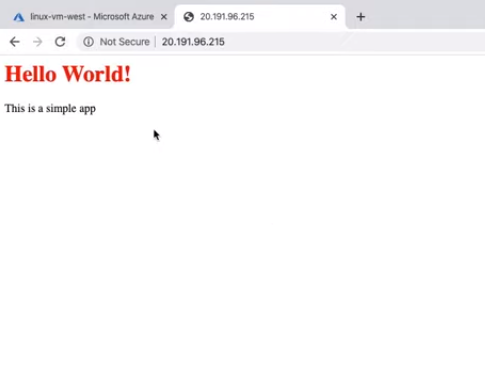 linux-vm-west - Microsoft Azure
20.191.96.215
Not Secure
20.191.96.215
Hello World!
This is a simple app